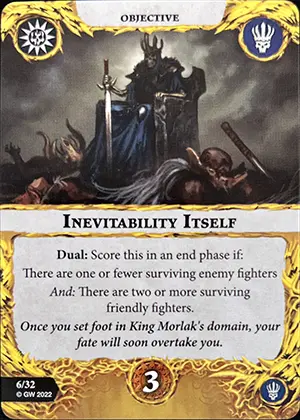 OBJECTIVE
INEVITABILITY ITSELF
Dual: Score this in an end phase if:
There are one or fewer surviving enemy fighters
And: There are two or more surviving
friendly fighters.
Once you set foot in King Morlak's domain, your
fate will soon overtake you.
6/32
© GW 2022
3